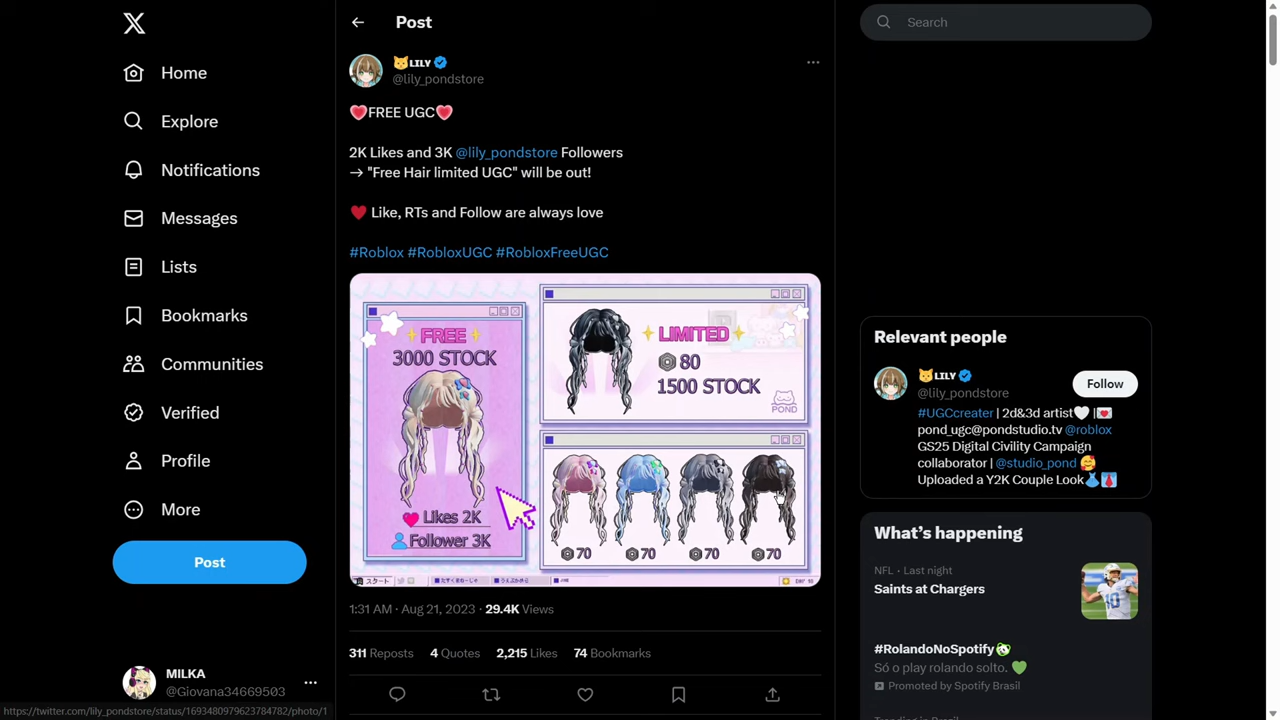 Home
Explore
Notifications
Messages
Lists
Bookmarks
Communities
Verified
Profile
More
Post
MILKA
@Giovana34669503
https://twitter.com/lily_pondstore/status/1693480979623784782/photo/1
Post
LILY
@lily_pondstore
FREE UGC
2K Likes and 3K @lily_pondstore Followers
→ "Free Hair limited UGC" will be out!
Like, RTs and Follow are always love
#Roblox #RobloxUGC #RobloxFreeUGC
FREE
3000 STOCK
Likes 2K
Follower 3K
LIMITED
80
1500 STOCK
POND
70
70
70
70
スタート
1:31 AM · Aug 21, 2023 · 29.4K Views
311 Reposts 4 Quotes 2,215 Likes 74 Bookmarks
Search
Relevant people
LILY
@lily_pondstore
Follow
#UGCcreater | 2d&3d artist
pond_ugc@pondstudio.tv @roblox
GS25 Digital Civility Campaign
collaborator | @studio_pond
Uploaded a Y2K Couple Look
What's happening
NFL · Last night
Saints at Chargers
#RolandoNoSpotify
Só o play rolando solto.
Promoted by Spotify Brasil